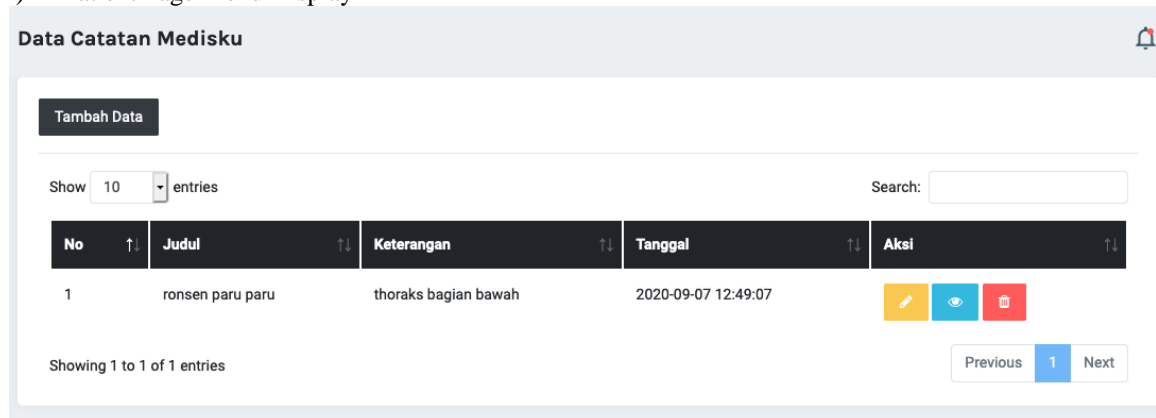 Data Catatan Medisku
Tambah Data
Show 10 entries Search:
No Judul Keterangan Tanggal Aksi
1 ronsen paru paru thoraks bagian bawah 2020-09-07 12:49:07
Showing 1 to 1 of 1 entries Previous 1 Next